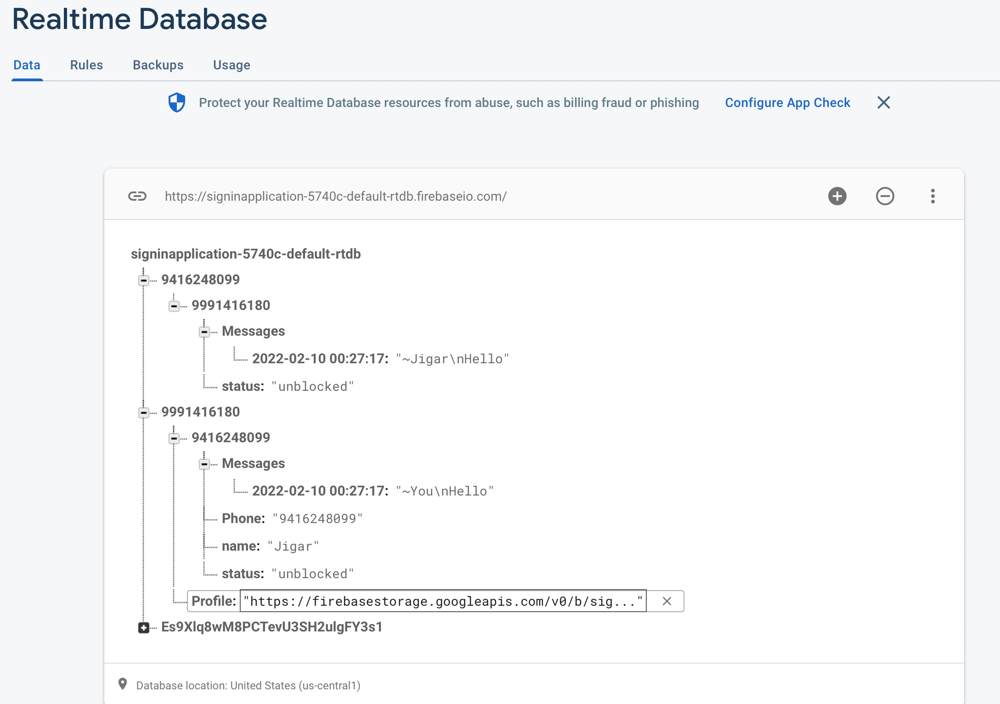 Realtime Database
Data Rules Backups Usage
Protect your Realtime Database resources from abuse, such as billing fraud or phishing Configure App Check
https://signinapplication-5740c-default-rtdb.firebaseio.com/
signinapplication-5740c-default-rtdb
9416248099
9991416180
Messages
2022-02-10 00:27:17: "~Jigar\nHello"
status: "unblocked"
9991416180
9416248099
Messages
2022-02-10 00:27:17: "~You\nHello"
Phone: "9416248099"
name: "Jigar"
status: "unblocked"
Profile: "https://firebasestorage.googleapis.com/v0/b/sig..."
Es9Xlq8wM8PCTevU3SH2ulgFY3s1
Database location: United States (us-central1)